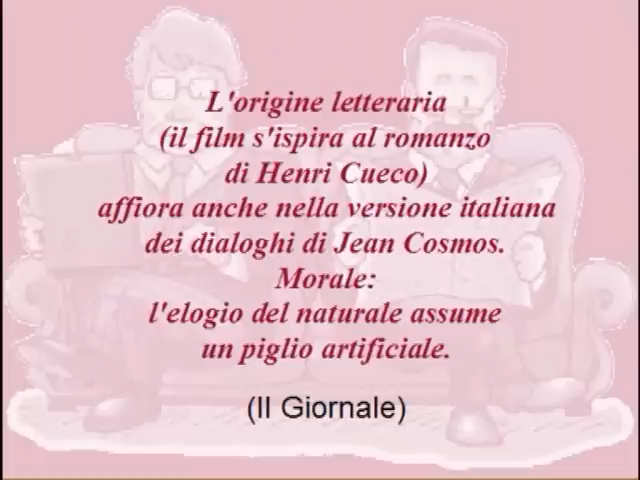 L'origine letteraria
(il film s'ispira al romanzo
di Henri Cueco)
affiora anche nella versione italiana
dei dialoghi di Jean Cosmos.
Morale:
l'elogio del naturale assume
un piglio artificiale.
(Il Giornale)